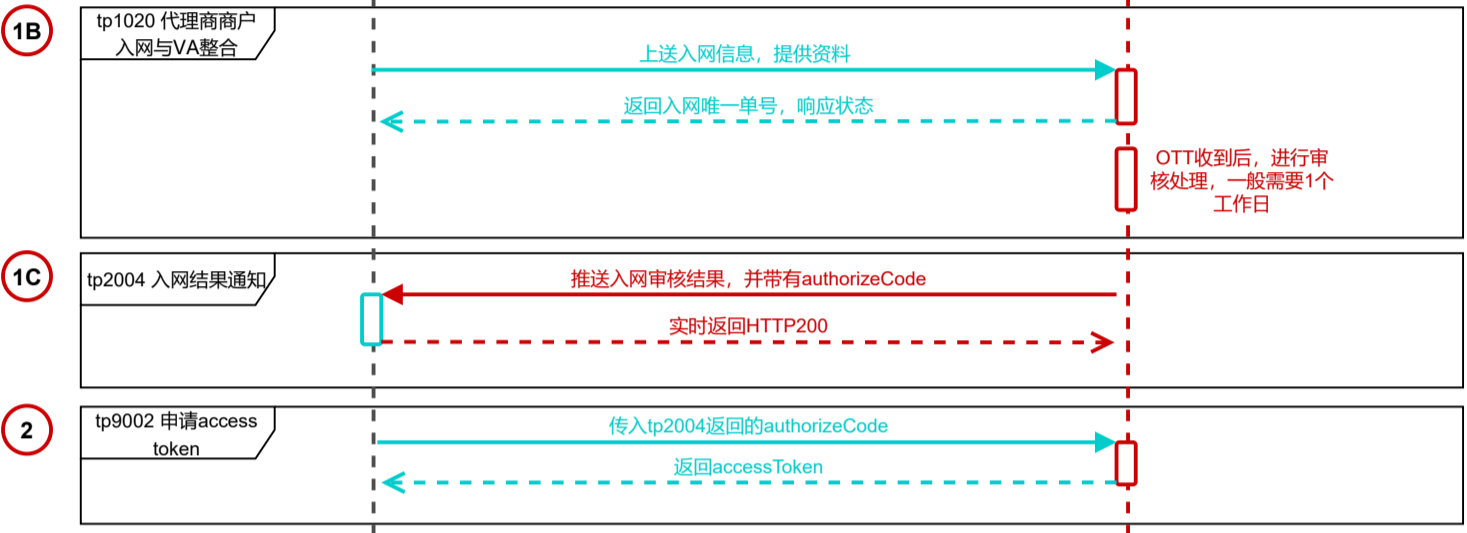 1B
tp1020 代理商商户
入网与VA整合
上送入网信息，提供资料
返回入网唯一单号，响应状态
OTT收到后，进行审
核处理，一般需要1个
工作日
1C
tp2004 入网结果通知
推送入网审核结果，并带有authorizeCode
实时返回HTTP200
2
tp9002 申请access
token
传入tp2004返回的authorizeCode
返回accessToken